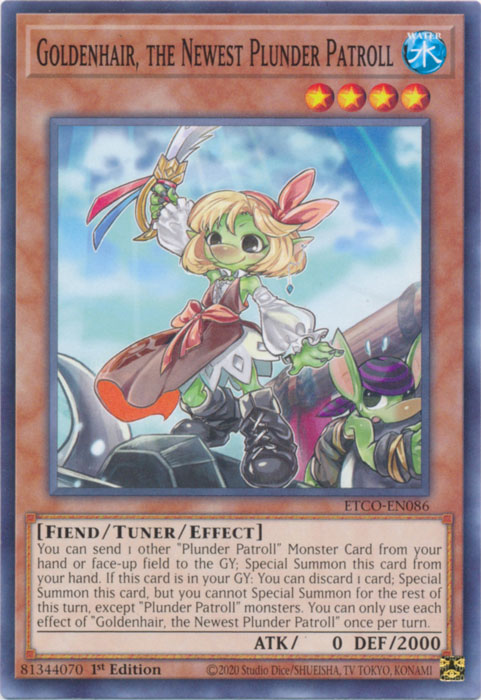 GOLDENHAIR, THE NEWEST PLUNDER PATROLL
WATER
水
ETCO-EN086
[FIEND/TUNER/EFFECT]
You can send 1 other "Plunder Patroll" Monster Card from your
hand or face-up field to the GY; Special Summon this card from
your hand. If this card is in your GY: You can discard 1 card; Special
Summon this card, but you cannot Special Summon for the rest of
this turn, except "Plunder Patroll" monsters. You can only use each
effect of "Goldenhair, the Newest Plunder Patroll" once per turn.
ATK/ 0 DEF/2000
81344070 1st Edition ©2020 Studio Dice/SHUEISHA, TV TOKYO, KONAMI